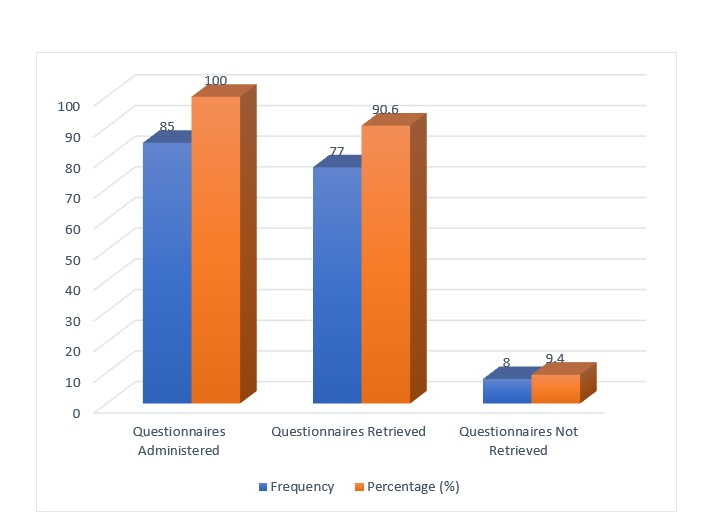 100
85
90.6
77
8
9.4
100
90
80
70
60
50
40
30
20
10
0
Questionnaires
Administered
Questionnaires Retrieved
Questionnaires Not
Retrieved
Frequency
Percentage (%)